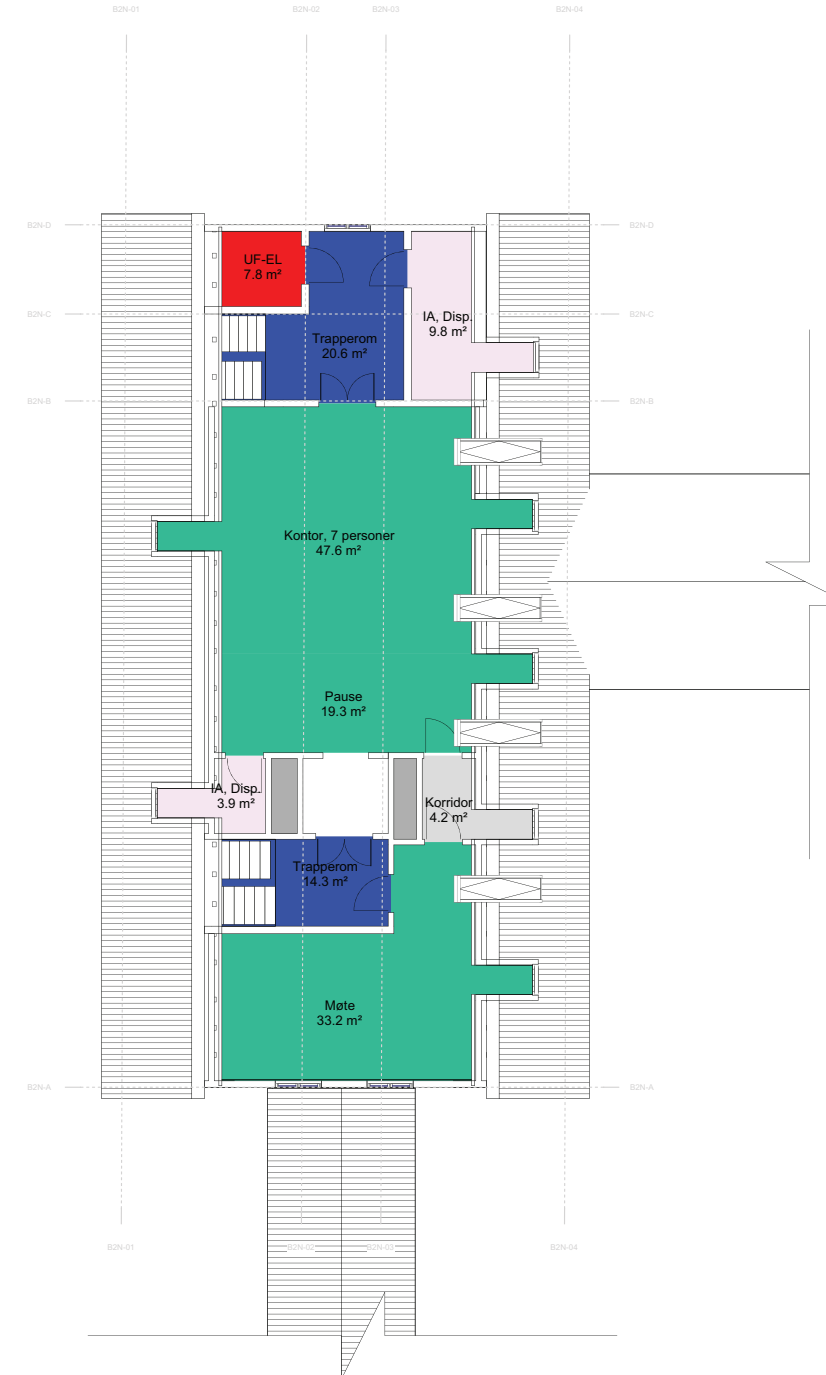 B2N-01
B2N-02
B2N-03
B2N-04
B2N-D
B2N-D
UF-EL
7.8 m²
B2N-C
B2N-C
IA, Disp.
9.8 m²
Trapperom
20.6 m²
B2N-B
B2N-B
Kontor, 7 personer
47.6 m²
Pause
19.3 m²
IA, Disp.
3.9 m²
Korridor
4.2 m²
Trapperom
14.3 m²
Møte
33.2 m²
B2N-A
B2N-A
B2N-01
B2N-02
B2N-03
B2N-04